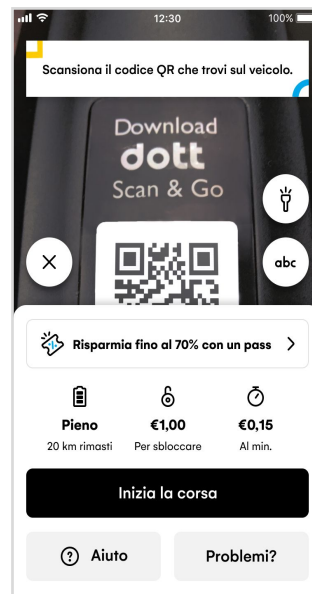 12:30
100%
Scansiona il codice QR che trovi sul veicolo.
Download
dott
Scan & Go
abc
Risparmia fino al 70% con un pass
Pieno
€1,00
€0,15
20 km rimasti
Per sbloccare
Al min.
Inizia la corsa
Aiuto
Problemi?